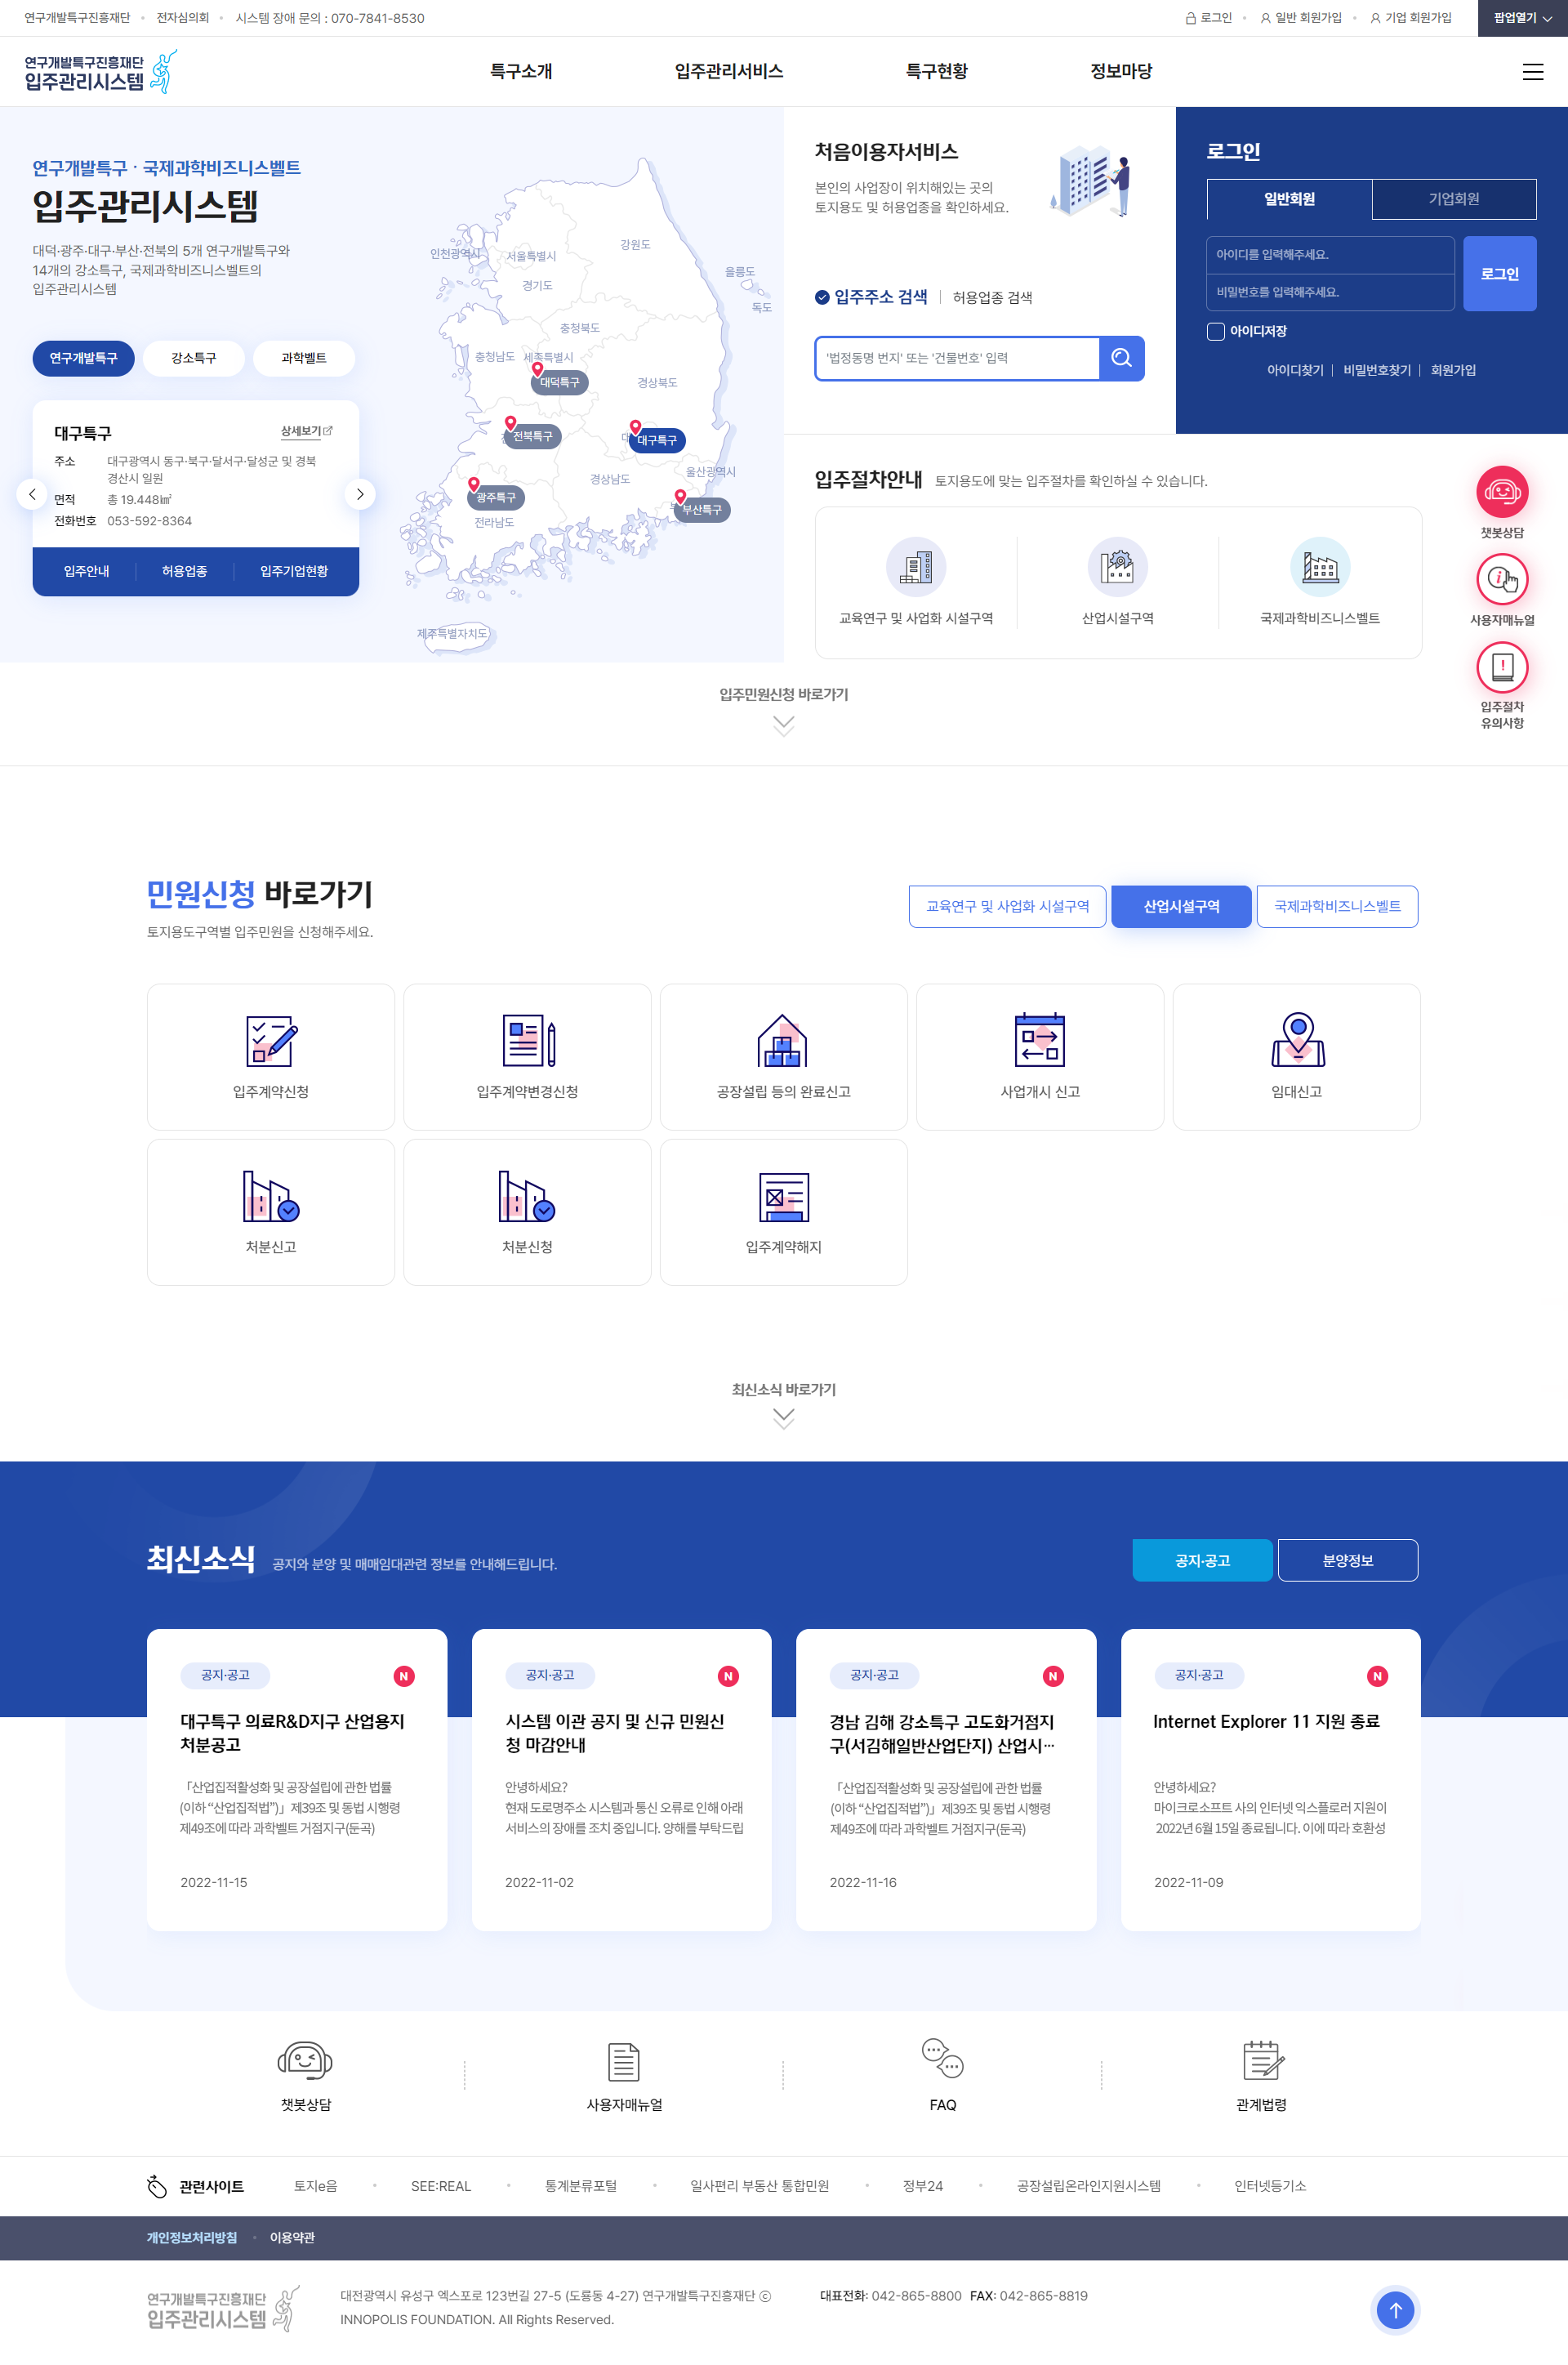 연구개발특구진흥재단
전자심의회
시스템 장애 문의 : 070-7841-8530
로그인
일반 회원가입
기업 회원가입
팝업열기
연구개발특구진흥재단
입주관리시스템
특구소개
입주관리서비스
특구현황
정보마당
연구개발특구 · 국제과학비즈니스벨트
입주관리시스템
대덕·광주·대구·부산·전북의 5개 연구개발특구와
14개의 강소특구, 국제과학비즈니스벨트의
입주관리시스템
연구개발특구
강소특구
과학벨트
대구특구
상세보기
주소
대구광역시 동구·북구·달서구·달성군 및 경북
경산시 일원
면적
총 19.448㎢
전화번호
053-592-8364
입주안내
허용업종
입주기업현황
인천광역시
서울특별시
강원도
경기도
울릉도
독도
충청북도
충청남도
세종특별시
대덕특구
경상북도
전북특구
대구특구
울산광역시
경상남도
광주특구
부산특구
전라남도
제주특별자치도
처음이용자서비스
본인의 사업장이 위치해있는 곳의
토지용도 및 허용업종을 확인하세요.
입주주소 검색
허용업종 검색
'법정동명 번지' 또는 '건물번호' 입력
로그인
일반회원
기업회원
아이디를 입력해주세요.
비밀번호를 입력해주세요.
로그인
아이디저장
아이디찾기
비밀번호찾기
회원가입
입주절차안내
토지용도에 맞는 입주절차를 확인하실 수 있습니다.
교육연구 및 사업화 시설구역
산업시설구역
국제과학비즈니스벨트
챗봇상담
사용자매뉴얼
입주절차
유의사항
입주민원신청 바로가기
민원신청 바로가기
토지용도구역별 입주민원을 신청해주세요.
교육연구 및 사업화 시설구역
산업시설구역
국제과학비즈니스벨트
입주계약신청
입주계약변경신청
공장설립 등의 완료신고
사업개시 신고
임대신고
처분신고
처분신청
입주계약해지
최신소식 바로가기
최신소식
공지와 분양 및 매매임대관련 정보를 안내해드립니다.
공지·공고
분양정보
공지·공고
N
대구특구 의료R&D지구 산업용지
처분공고
「산업집적활성화 및 공장설립에 관한 법률
(이하 “산업집적법”)」제39조 및 동법 시행령
제49조에 따라 과학벨트 거점지구(둔곡)
2022-11-15
공지·공고
N
시스템 이관 공지 및 신규 민원신
청 마감안내
안녕하세요?
현재 도로명주소 시스템과 통신 오류로 인해 아래
서비스의 장애를 조치 중입니다. 양해를 부탁드립
2022-11-02
공지·공고
N
경남 김해 강소특구 고도화거점지
구(서김해일반산업단지) 산업시…
「산업집적활성화 및 공장설립에 관한 법률
(이하 “산업집적법”)」제39조 및 동법 시행령
제49조에 따라 과학벨트 거점지구(둔곡)
2022-11-16
공지·공고
N
Internet Explorer 11 지원 종료
안녕하세요?
마이크로소프트 사의 인터넷 익스플로러 지원이
2022년 6월 15일 종료됩니다. 이에 따라 호환성
2022-11-09
챗봇상담
사용자매뉴얼
FAQ
관계법령
관련사이트
토지e음
SEE:REAL
통계분류포털
일사편리 부동산 통합민원
정부24
공장설립온라인지원시스템
인터넷등기소
개인정보처리방침
이용약관
연구개발특구진흥재단
입주관리시스템
대전광역시 유성구 엑스포로 123번길 27-5 (도룡동 4-27) 연구개발특구진흥재단 ⓒ
INNOPOLIS FOUNDATION. All Rights Reserved.
대표전화: 042-865-8800 FAX: 042-865-8819